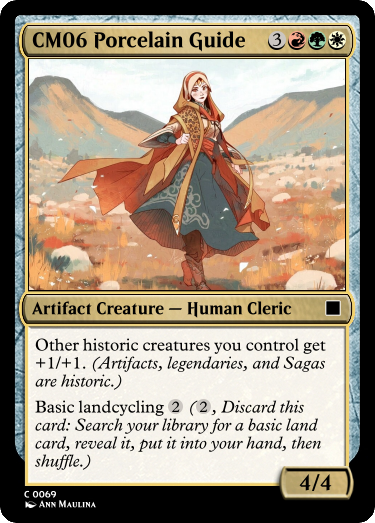 CM06 Porcelain Guide 3
Artifact Creature — Human Cleric
Other historic creatures you control get
+1/+1. (Artifacts, legendaries, and Sagas
are historic.)
Basic landcycling 2 (2, Discard this
card: Search your library for a basic land
card, reveal it, put it into your hand, then
shuffle.)
4/4
C 0069
Ann Maulina